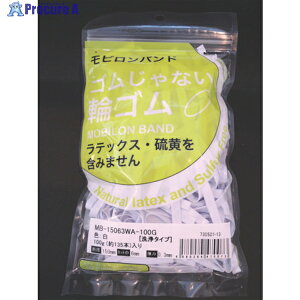 Procure A
モビロンバンド
ゴムじゃない
輪ゴム
MOBILON BAND
ラテックス・硫黄を
含みません
Natural latex and Sulfur
MB-15063WA-100G
色 白 [洗浄タイプ]
100g(約135本)入り
730501-13